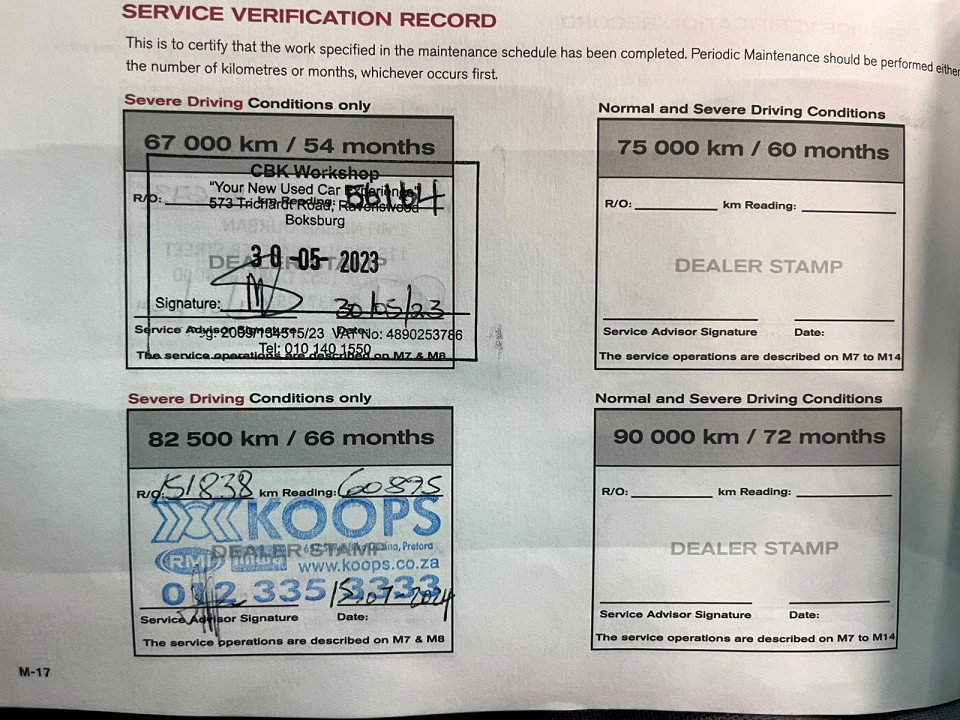 SERVICE VERIFICATION RECORD
This is to certify that the work specified in the maintenance schedule has been completed. Periodic Maintenance should be performed either
the number of kilometres or months, whichever occurs first.
Severe Driving Conditions only
67 000 km / 54 months
CBK Workshop
"Your New Used Car Experience"
R/O: km Reading: 56164
573 Trichardt Road, Ravenswood
Boksburg
DEALER STAMP
30-05-2023
Signature: 30/05/23
Service Advisor Signature Date:
VAT No: 4890253786
Tel: 010 140 1550
The service operations are described on M7 & M8
Normal and Severe Driving Conditions
75 000 km / 60 months
R/O: km Reading:
DEALER STAMP
Service Advisor Signature Date:
The service operations are described on M7 to M14
Severe Driving Conditions only
82 500 km / 66 months
R/O: 151838 km Reading: 60895
KOOPS
DEALER STAMP
Pretora
RMI miwa
www.koops.co.za
012 335 3333
15-07-2024
Service Advisor Signature Date:
The service operations are described on M7 & M8
Normal and Severe Driving Conditions
90 000 km / 72 months
R/O: km Reading:
DEALER STAMP
Service Advisor Signature Date:
The service operations are described on M7 to M14
M-17